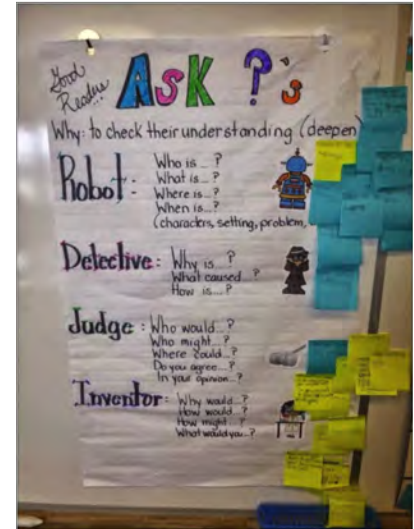 Good
Readers...
ASK ?'s
Why: to check their understanding (deepen)
Robot:
Who is...?
What is...?
Where is...?
When is...?
(characters, setting, problem,
Detective:
Why is...?
What caused...?
How is...?
Judge:
Who would...?
Who might...?
Where could...?
Do you agree...?
In your opinion...?
Inventor:
Why would...?
How would...?
How might...?
What would you...?